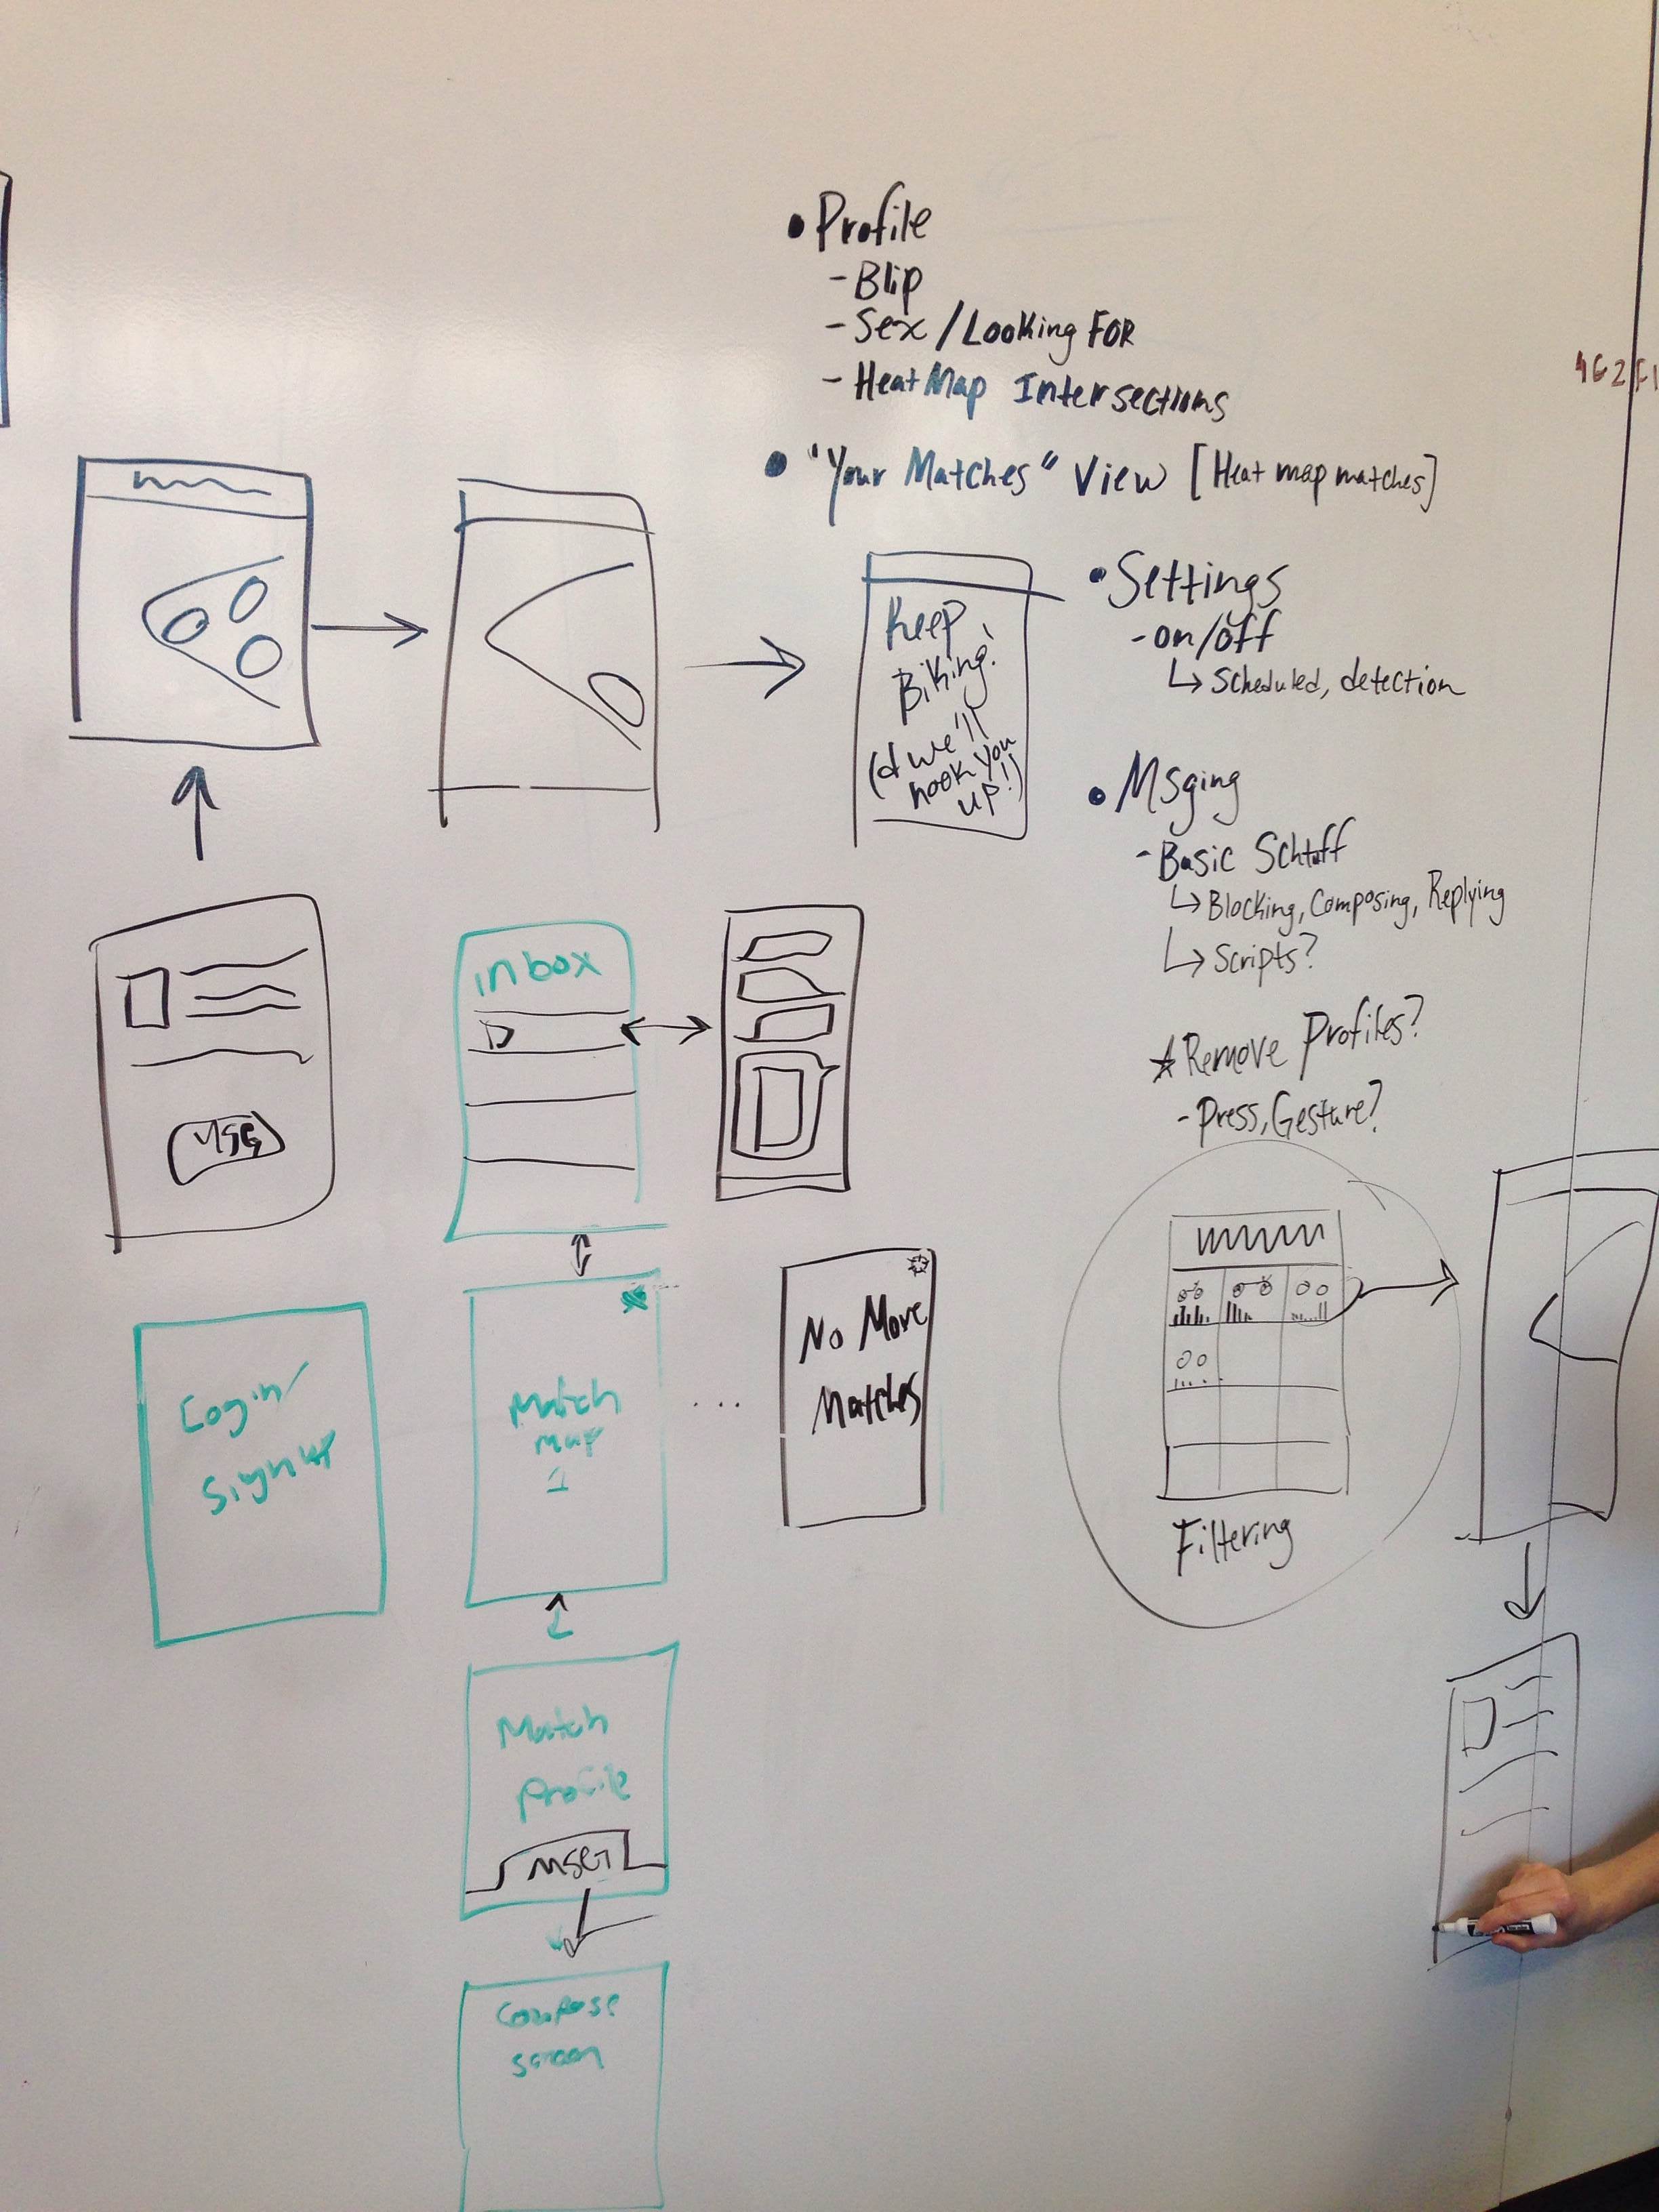 • Profile
- Blip
- Sex / Looking FOR
- Heat Map Intersections
• "Your Matches" View [Heat map matches]
• Settings
- on/off
↳ Scheduled, detection
• Msging
- Basic Schtuff
↳ Blocking, Composing, Replying
↳ Scripts?
★ Remove Profiles?
- Press, Gesture?
Keep
Biking!
(& we'll
hook you
up!)
MSG
inbox
Login/
Signup
Match
map
1
...
No More
Matches
Match
Profile
MSG
Compose
screen
Filtering